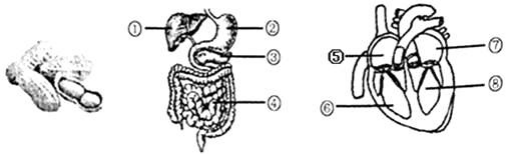 ① ② ③ ④ ⑤ ⑥ ⑦ ⑧